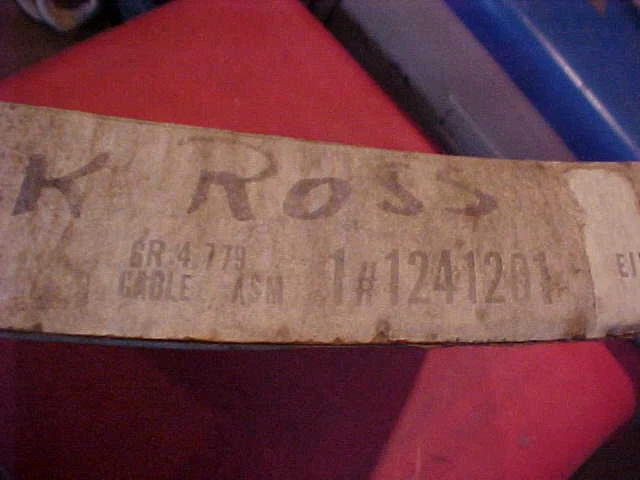 K ROSS
GR.4.779
CABLE ASM
1#1241201